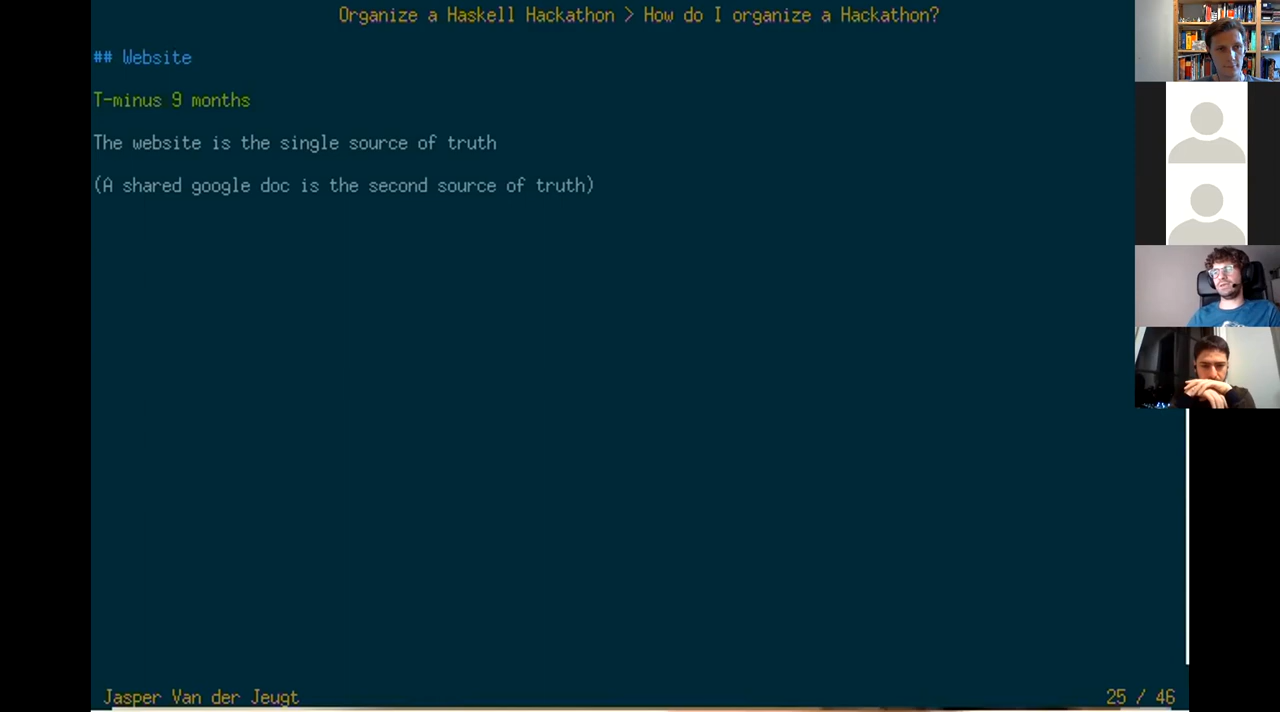 Organize a Haskell Hackathon > How do I organize a Hackathon?
## Website
T-minus 9 months
The website is the single source of truth
(A shared google doc is the second source of truth)
Jasper Van der Jeugt
25 / 46